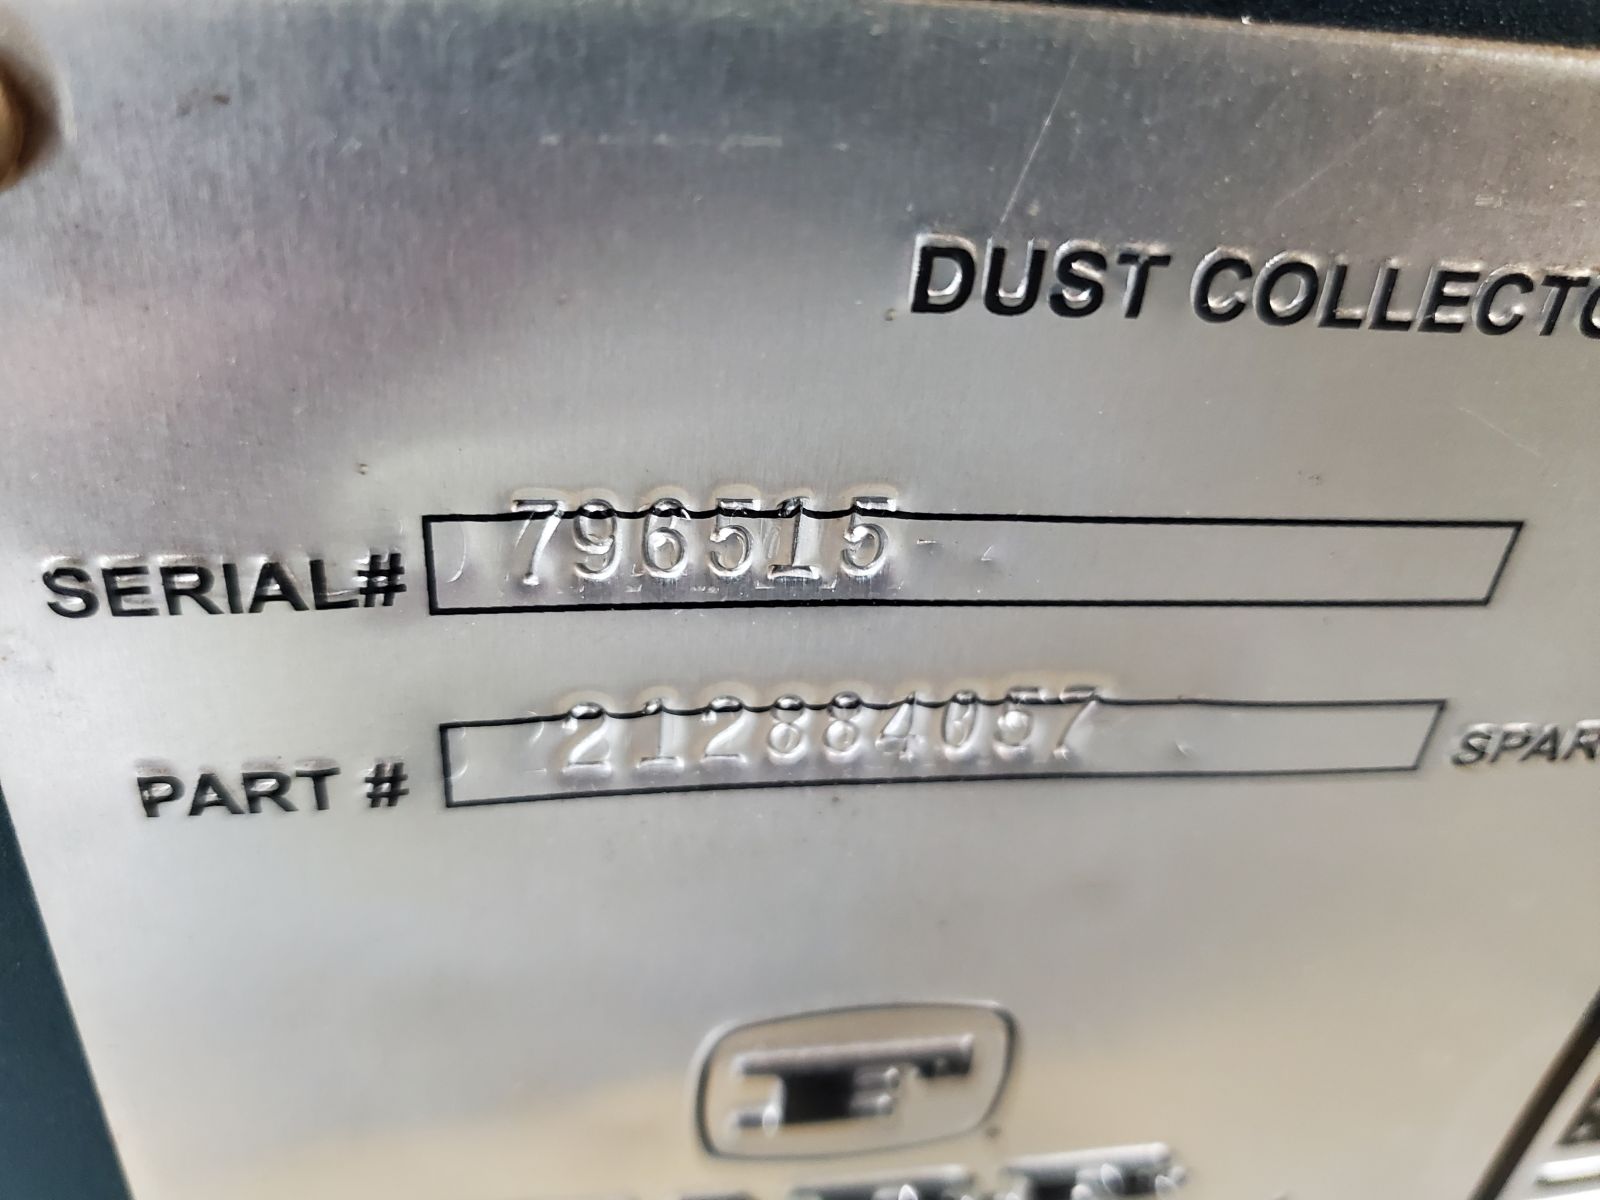 DUST COLLECTO
SERIAL# 796515
PART # 212884057
SPAR
F